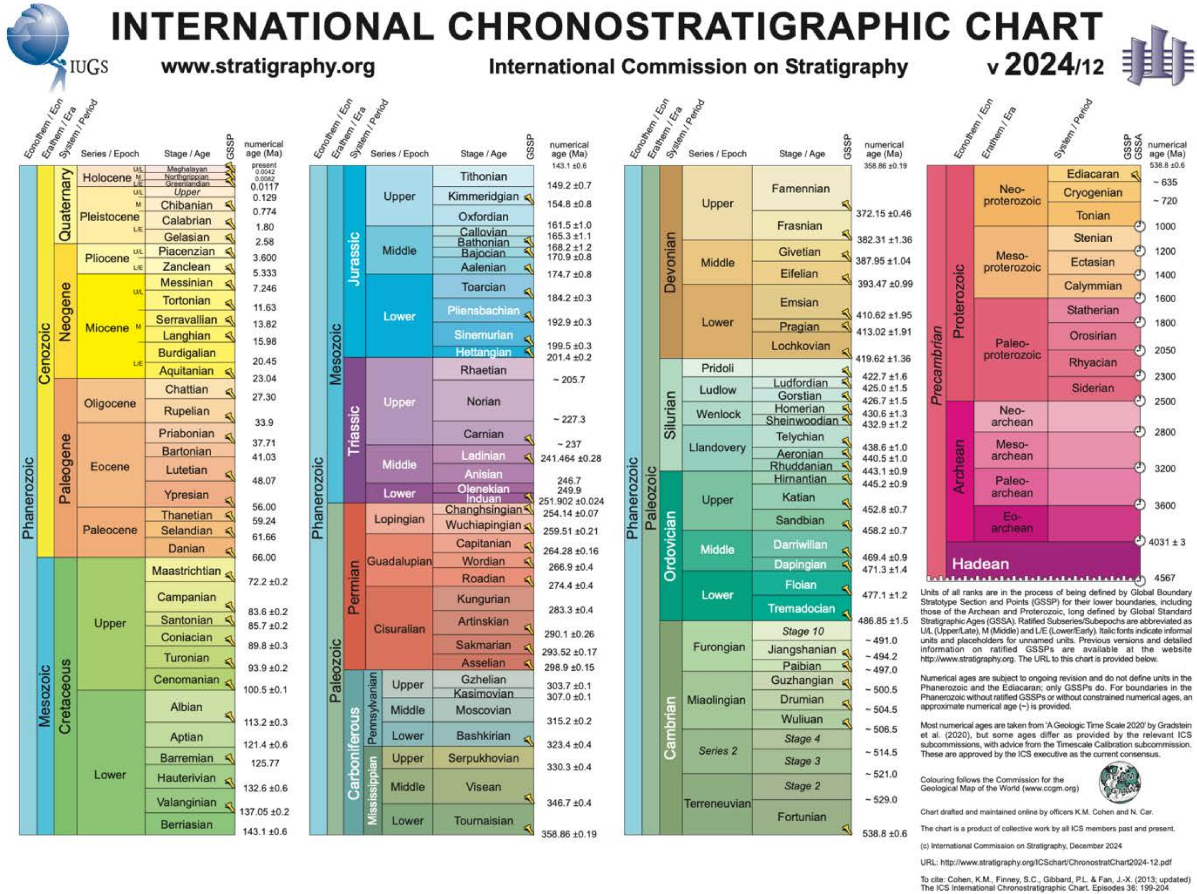 INTERNATIONAL CHRONOSTRATIGRAPHIC CHART
IUGS
www.stratigraphy.org
International Commission on Stratigraphy
v 2024/12
Eonothem / Eon
Erathem / Era
System / Period
Series / Epoch
Stage / Age
GSSP
numerical age (Ma)
Phanerozoic
Cenozoic
Quaternary
Holocene
U/L
M
L/E
Meghalayan
Northgrippian
Greenlandian
present
0.0042
0.0082
0.0117
Pleistocene
U/L
M
L/E
Upper
0.129
Chibanian
0.774
Calabrian
1.80
Gelasian
2.58
Neogene
Pliocene
U/L
L/E
Piacenzian
3.600
Zanclean
5.333
Miocene
U/L
M
L/E
Messinian
7.246
Tortonian
11.63
Serravallian
13.82
Langhian
15.98
Burdigalian
20.45
Aquitanian
23.04
Paleogene
Oligocene
Chattian
27.30
Rupelian
33.9
Eocene
Priabonian
37.71
Bartonian
41.03
Lutetian
48.07
Ypresian
56.00
Paleocene
Thanetian
59.24
Selandian
61.66
Danian
66.00
Mesozoic
Cretaceous
Upper
Maastrichtian
72.2 ±0.2
Campanian
83.6 ±0.2
Santonian
85.7 ±0.2
Coniacian
89.8 ±0.3
Turonian
93.9 ±0.2
Cenomanian
100.5 ±0.1
Lower
Albian
113.2 ±0.3
Aptian
121.4 ±0.6
Barremian
125.77
Hauterivian
132.6 ±0.6
Valanginian
137.05 ±0.2
Berriasian
143.1 ±0.6
Eonothem / Eon
Erathem / Era
System / Period
Series / Epoch
Stage / Age
GSSP
numerical age (Ma)
143.1 ±0.6
Phanerozoic
Mesozoic
Jurassic
Upper
Tithonian
149.2 ±0.7
Kimmeridgian
154.8 ±0.8
Oxfordian
161.5 ±1.0
Middle
Callovian
165.3 ±1.1
Bathonian
168.2 ±1.2
Bajocian
170.9 ±0.8
Aalenian
174.7 ±0.8
Lower
Toarcian
184.2 ±0.3
Pliensbachian
192.9 ±0.3
Sinemurian
199.5 ±0.3
Hettangian
201.4 ±0.2
Triassic
Upper
Rhaetian
~ 205.7
Norian
~ 227.3
Carnian
~ 237
Middle
Ladinian
241.464 ±0.28
Anisian
246.7
Lower
Olenekian
249.9
Induan
251.902 ±0.024
Paleozoic
Permian
Lopingian
Changhsingian
254.14 ±0.07
Wuchiapingian
259.51 ±0.21
Guadalupian
Capitanian
264.28 ±0.16
Wordian
266.9 ±0.4
Roadian
274.4 ±0.4
Cisuralian
Kungurian
283.3 ±0.4
Artinskian
290.1 ±0.26
Sakmarian
293.52 ±0.17
Asselian
298.9 ±0.15
Carboniferous
Pennsylvanian
Upper
Gzhelian
303.7 ±0.1
Kasimovian
307.0 ±0.1
Middle
Moscovian
315.2 ±0.2
Lower
Bashkirian
323.4 ±0.4
Mississippian
Upper
Serpukhovian
330.3 ±0.4
Middle
Visean
346.7 ±0.4
Lower
Tournaisian
358.86 ±0.19
Eonothem / Eon
Erathem / Era
System / Period
Series / Epoch
Stage / Age
GSSP
numerical age (Ma)
358.86 ±0.19
Phanerozoic
Paleozoic
Devonian
Upper
Famennian
372.15 ±0.46
Frasnian
382.31 ±1.36
Middle
Givetian
387.95 ±1.04
Eifelian
393.47 ±0.99
Lower
Emsian
410.62 ±1.95
Pragian
413.02 ±1.91
Lochkovian
419.62 ±1.36
Silurian
Pridoli
422.7 ±1.6
Ludlow
Ludfordian
425.0 ±1.5
Gorstian
426.7 ±1.5
Wenlock
Homerian
430.6 ±1.3
Sheinwoodian
432.9 ±1.2
Llandovery
Telychian
438.6 ±1.0
Aeronian
440.5 ±1.0
Rhuddanian
443.1 ±0.9
Ordovician
Upper
Hirnantian
445.2 ±0.9
Katian
452.8 ±0.7
Sandbian
458.2 ±0.7
Middle
Darriwilian
469.4 ±0.9
Dapingian
471.3 ±1.4
Lower
Floian
477.1 ±1.2
Tremadocian
486.85 ±1.5
Cambrian
Furongian
Stage 10
~ 491.0
Jiangshanian
~ 494.2
Paibian
~ 497.0
Miaolingian
Guzhangian
~ 500.5
Drumian
~ 504.5
Wuliuan
~ 506.5
Series 2
Stage 4
~ 514.5
Stage 3
~ 521.0
Terreneuvian
Stage 2
~ 529.0
Fortunian
538.8 ±0.6
Eonothem / Eon
Erathem / Era
System / Period
GSSP
GSSA
numerical age (Ma)
538.8 ±0.6
Precambrian
Proterozoic
Neo-proterozoic
Ediacaran
~ 635
Cryogenian
~ 720
Tonian
1000
Meso-proterozoic
Stenian
1200
Ectasian
1400
Calymmian
1600
Paleo-proterozoic
Statherian
1800
Orosirian
2050
Rhyacian
2300
Siderian
2500
Archean
Neo-archean
2800
Meso-archean
3200
Paleo-archean
3600
Eo-archean
4031 ± 3
Hadean
4567
Units of all ranks are in the process of being defined by Global Boundary
Stratotype Section and Points (GSSP) for their lower boundaries, including
those of the Archean and Proterozoic, long defined by Global Standard
Stratigraphic Ages (GSSA). Ratified Subseries/Subepochs are abbreviated as
U/L (Upper/Late), M (Middle) and L/E (Lower/Early). Italic fonts indicate informal
units and placeholders for unnamed units. Previous versions and detailed
information on ratified GSSPs are available at the website
http://www.stratigraphy.org. The URL to this chart is provided below.
Numerical ages are subject to ongoing revision and do not define units in the
Phanerozoic and the Ediacaran; only GSSPs do. For boundaries in the
Phanerozoic without ratified GSSPs or without constrained numerical ages, an
approximate numerical age (~) is provided.
Most numerical ages are taken from 'A Geologic Time Scale 2020' by Gradstein
et al. (2020), but some ages differ as provided by the relevant ICS
subcommissions, with advice from the Timescale Calibration subcommission.
These are approved by the ICS executive as the current consensus.
Colouring follows the Commission for the
Geological Map of the World (www.ccgm.org)
Chart drafted and maintained online by officers K.M. Cohen and N. Car.
The chart is a product of collective work by all ICS members past and present.
(c) International Commission on Stratigraphy, December 2024
URL: http://www.stratigraphy.org/ICSchart/ChronostratChart2024-12.pdf
To cite: Cohen, K.M., Finney, S.C., Gibbard, P.L. & Fan, J.-X. (2013; updated)
The ICS International Chronostratigraphic Chart. Episodes 36: 199-204